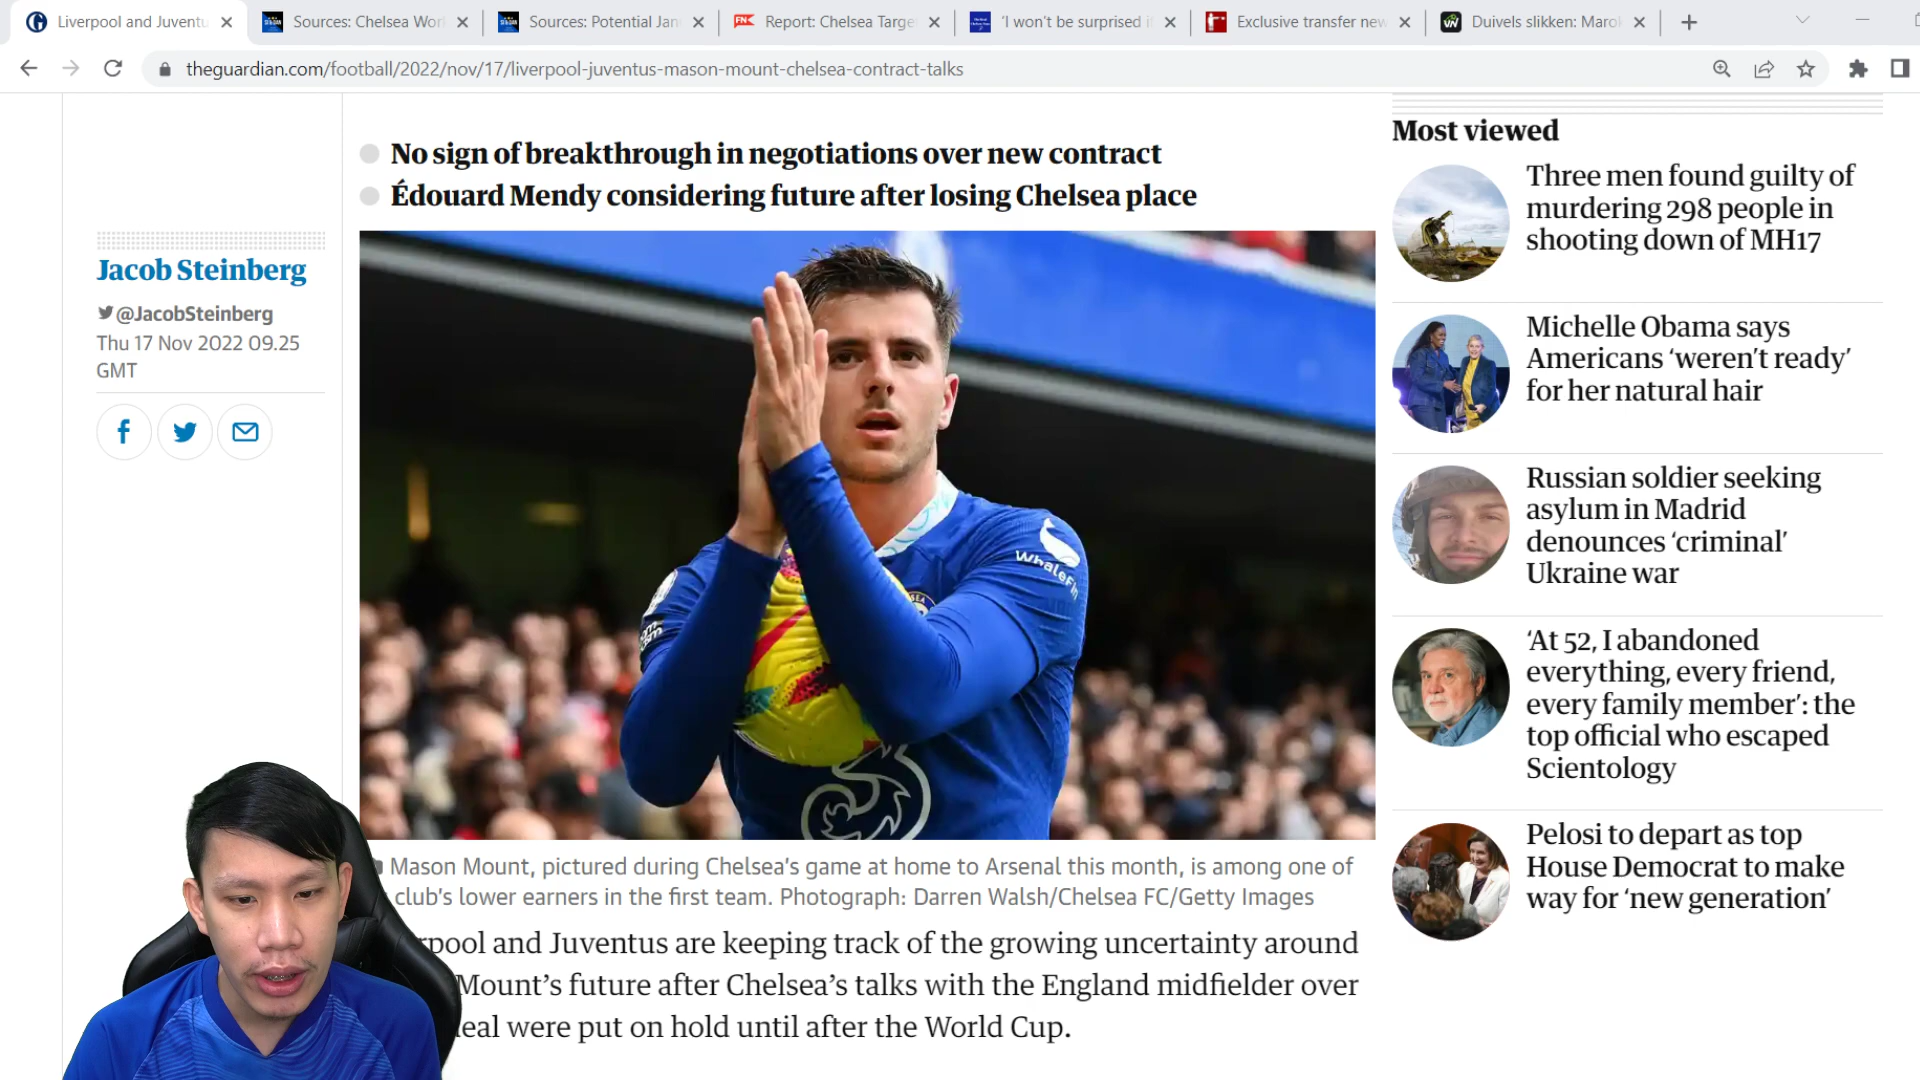 Liverpool and Juventu
Sources: Chelsea Wor
Sources: Potential Jan
FN
Report: Chelsea Targe
'I won't be surprised i
Exclusive transfer new
Duivels slikken: Maro
theguardian.com/football/2022/nov/17/liverpool-juventus-mason-mount-chelsea-contract-talks
No sign of breakthrough in negotiations over new contract
Édouard Mendy considering future after losing Chelsea place
Jacob Steinberg
@JacobSteinberg
Thu 17 Nov 2022 09.25
GMT
WhaleFin
Mason Mount, pictured during Chelsea's game at home to Arsenal this month, is among one of
club's lower earners in the first team. Photograph: Darren Walsh/Chelsea FC/Getty Images
rpool and Juventus are keeping track of the growing uncertainty around
Mount's future after Chelsea's talks with the England midfielder over
eal were put on hold until after the World Cup.
Most viewed
Three men found guilty of
murdering 298 people in
shooting down of MH17
Michelle Obama says
Americans 'weren't ready'
for her natural hair
Russian soldier seeking
asylum in Madrid
denounces 'criminal'
Ukraine war
'At 52, I abandoned
everything, every friend,
every family member': the
top official who escaped
Scientology
Pelosi to depart as top
House Democrat to make
way for 'new generation'